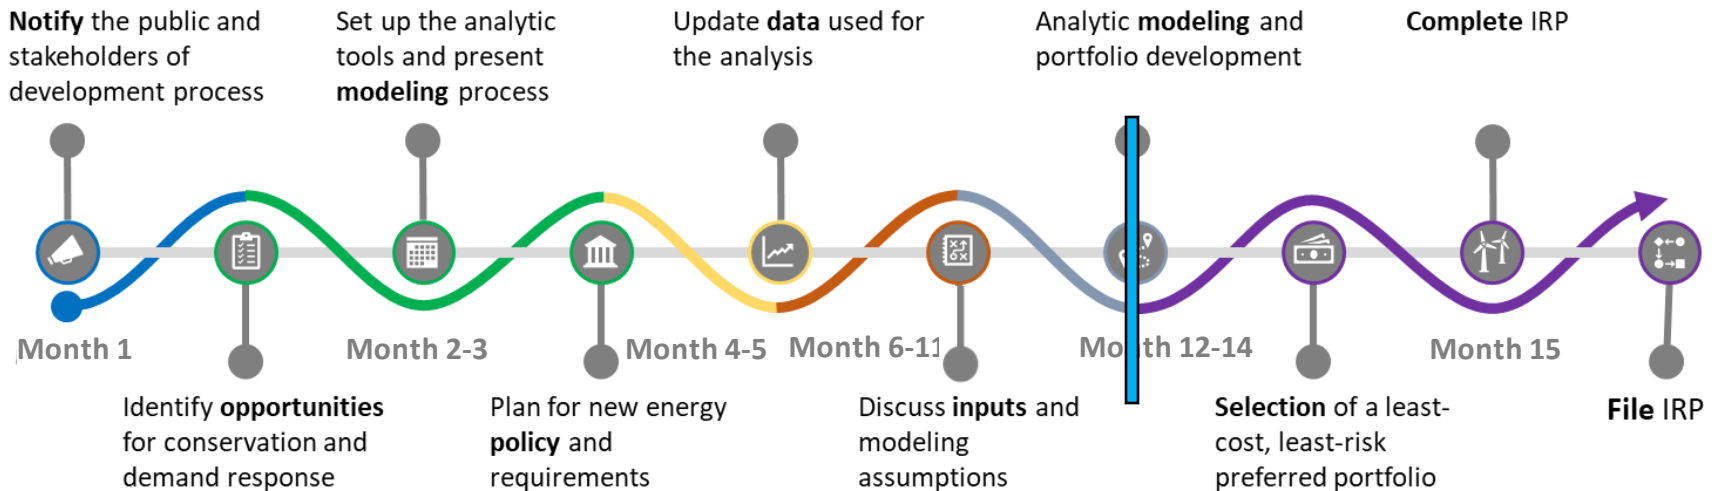 Notify the public and
stakeholders of
development process
Set up the analytic
tools and present
modeling process
Update data used for
the analysis
Analytic modeling and
portfolio development
Complete IRP
Month 1
Month 2-3
Month 4-5
Month 6-11
Month 12-14
Month 15
Identify opportunities
for conservation and
demand response
Plan for new energy
policy and
requirements
Discuss inputs and
modeling
assumptions
Selection of a least-
cost, least-risk
preferred portfolio
File IRP